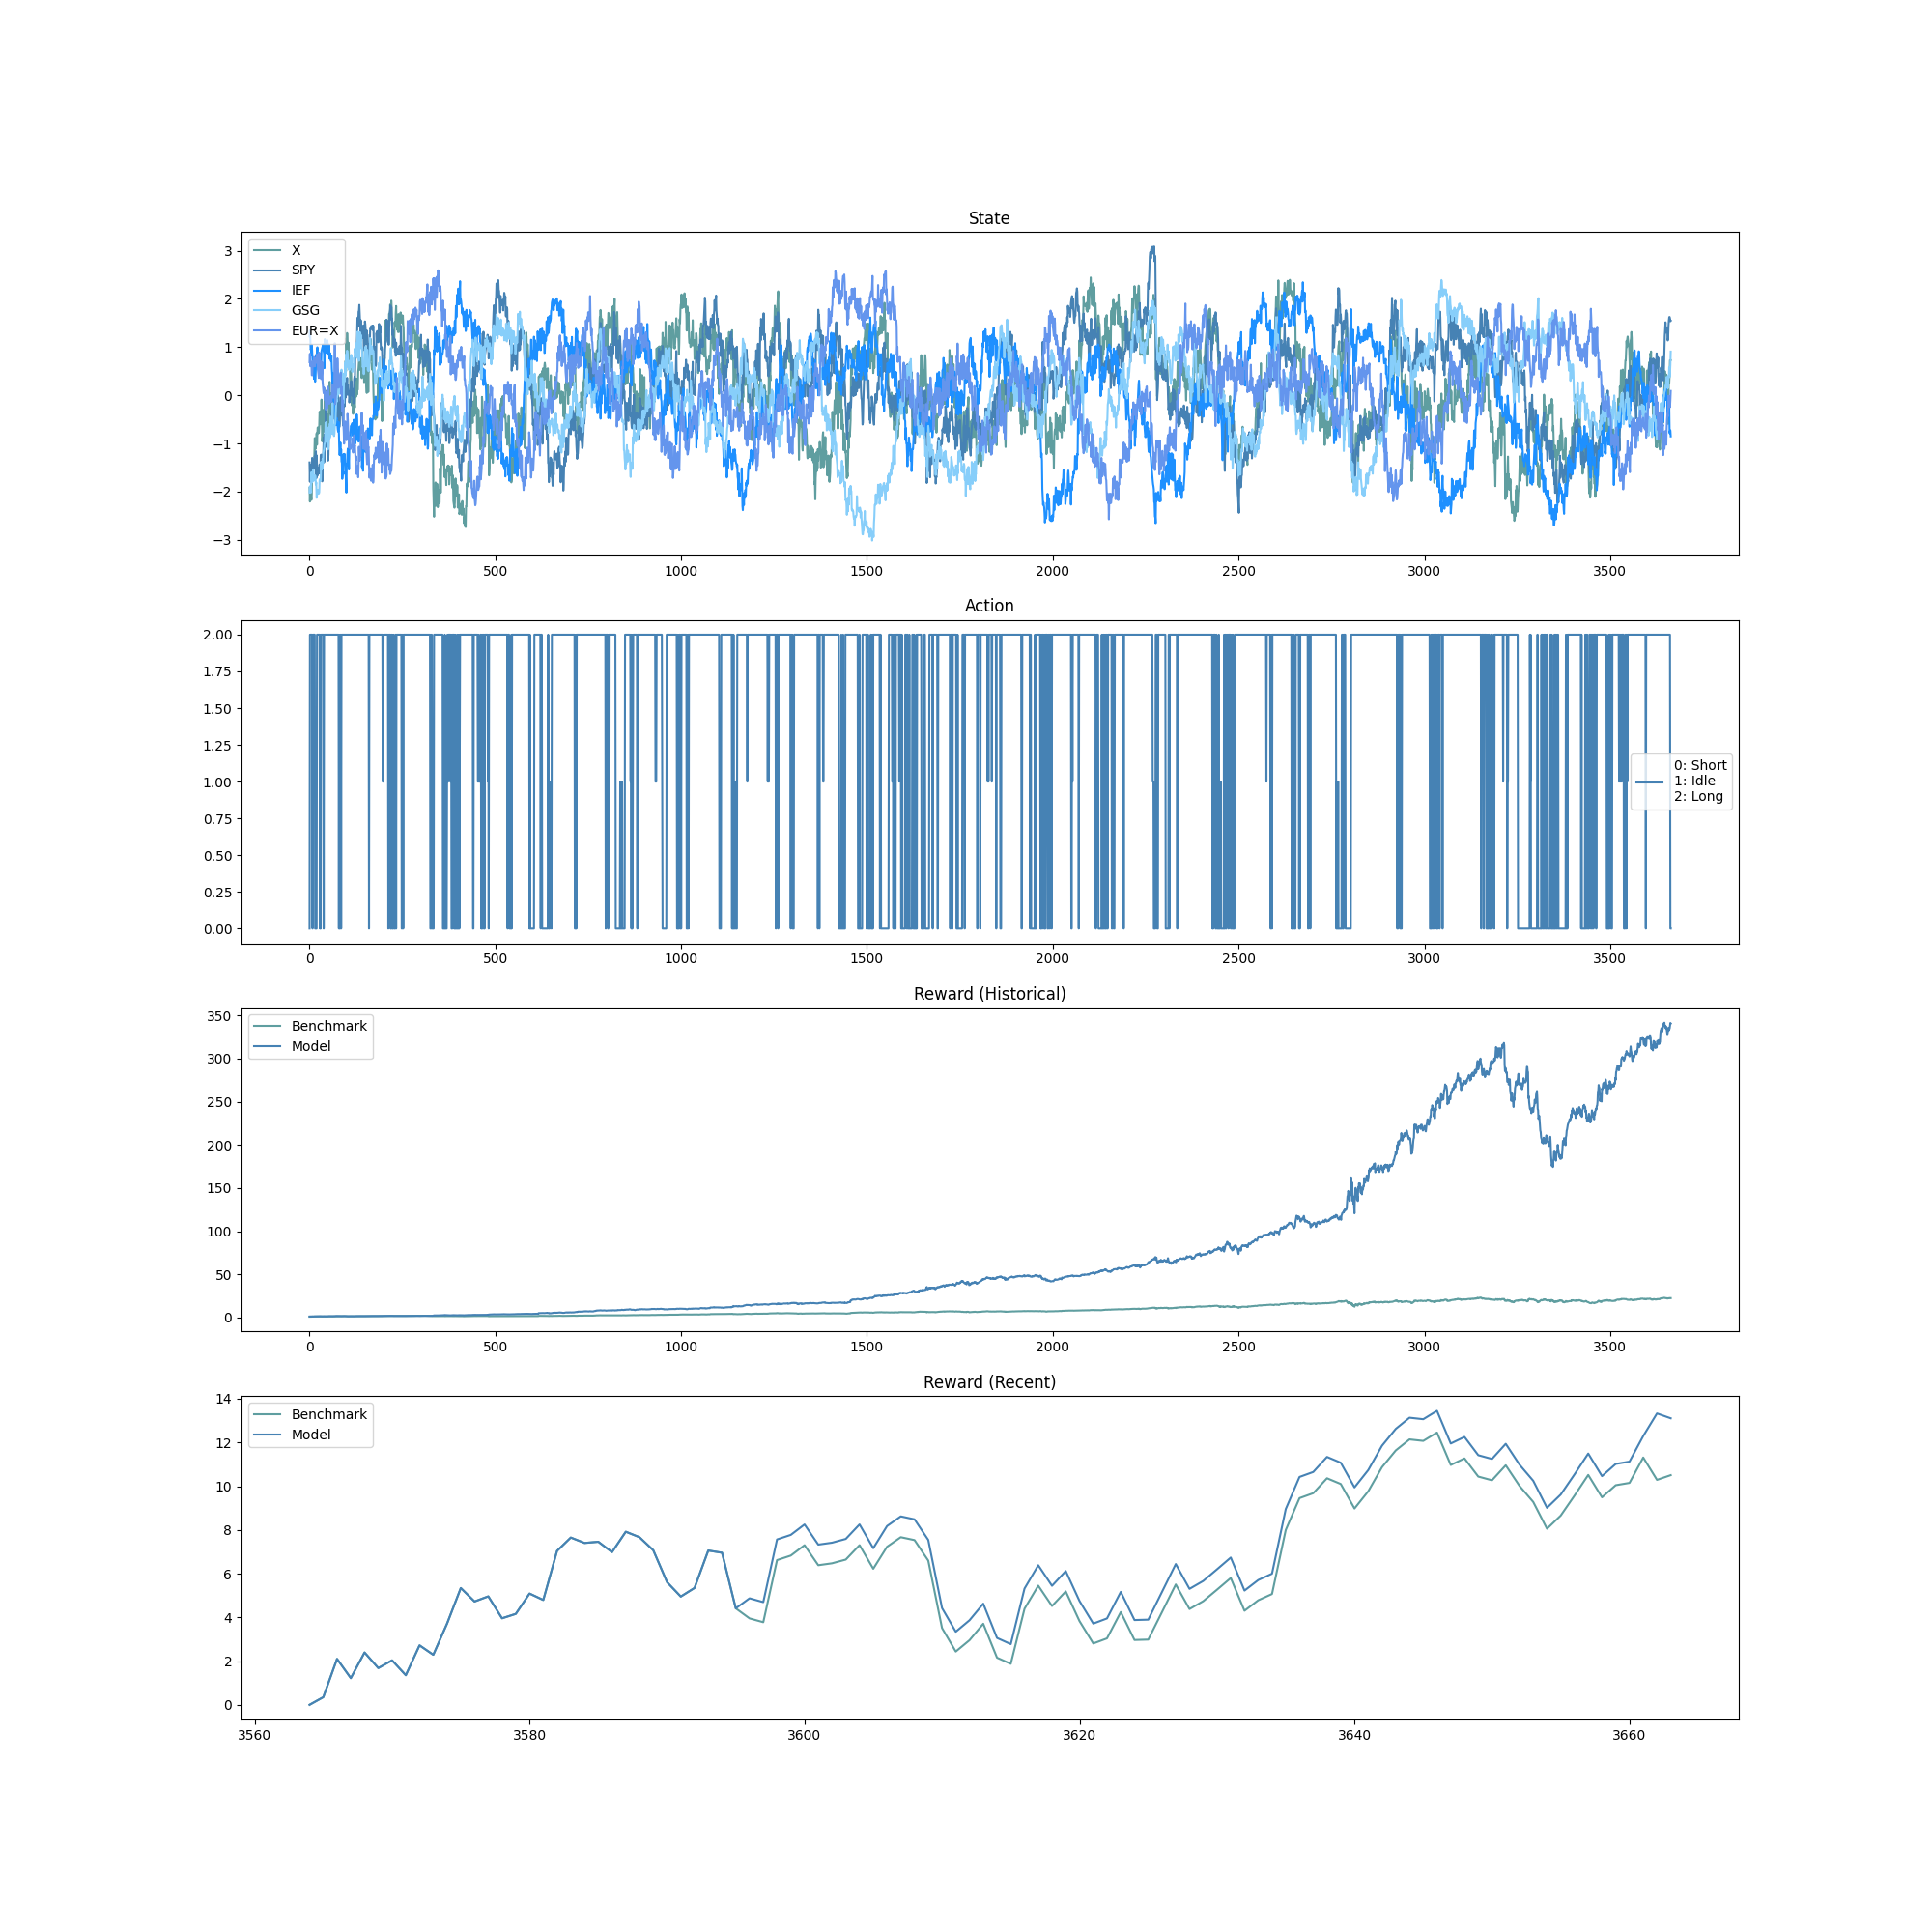 State
3
2
1
0
−1
−2
−3
X
SPY
IEF
GSG
EUR=X
0 500 1000 1500 2000 2500 3000 3500
Action
2.00
1.75
1.50
1.25
1.00
0.75
0.50
0.25
0.00
0: Short
1: Idle
2: Long
0 500 1000 1500 2000 2500 3000 3500
Reward (Historical)
350
300
250
200
150
100
50
0
Benchmark
Model
0 500 1000 1500 2000 2500 3000 3500
Reward (Recent)
14
12
10
8
6
4
2
0
Benchmark
Model
3560 3580 3600 3620 3640 3660